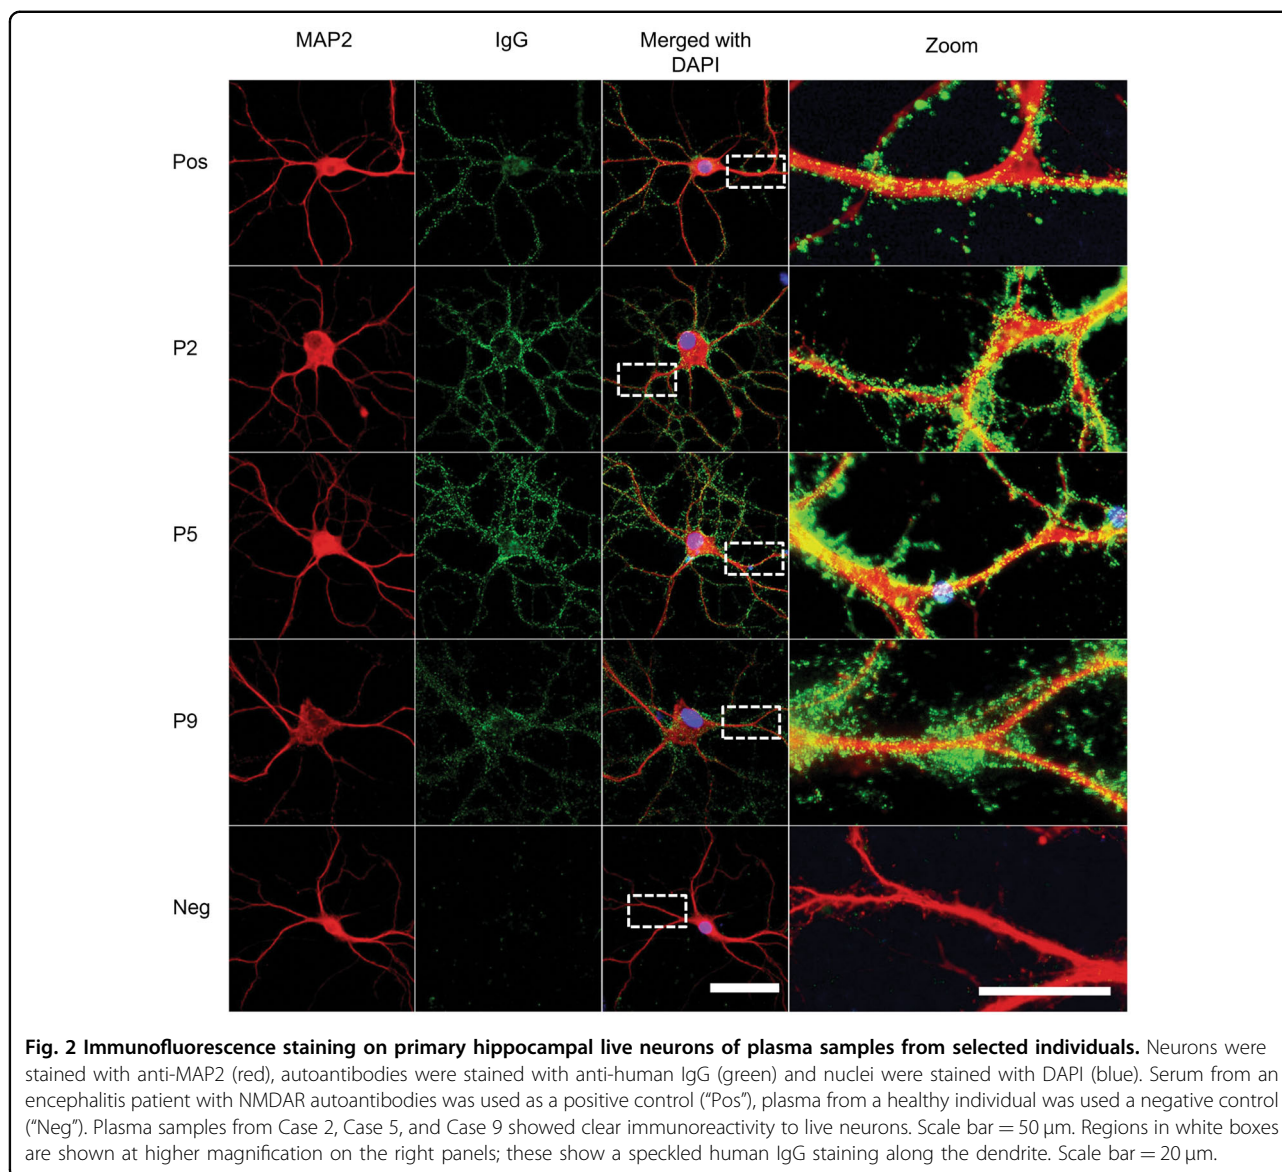 MAP2 IgG Merged with DAPI Zoom
Pos
P2
P5
P9
Neg
Fig. 2 Immunofluorescence staining on primary hippocampal live neurons of plasma samples from selected individuals. Neurons were
stained with anti-MAP2 (red), autoantibodies were stained with anti-human IgG (green) and nuclei were stained with DAPI (blue). Serum from an
encephalitis patient with NMDAR autoantibodies was used as a positive control (“Pos”), plasma from a healthy individual was used a negative control
(“Neg”). Plasma samples from Case 2, Case 5, and Case 9 showed clear immunoreactivity to live neurons. Scale bar = 50 µm. Regions in white boxes
are shown at higher magnification on the right panels; these show a speckled human IgG staining along the dendrite. Scale bar = 20 µm.